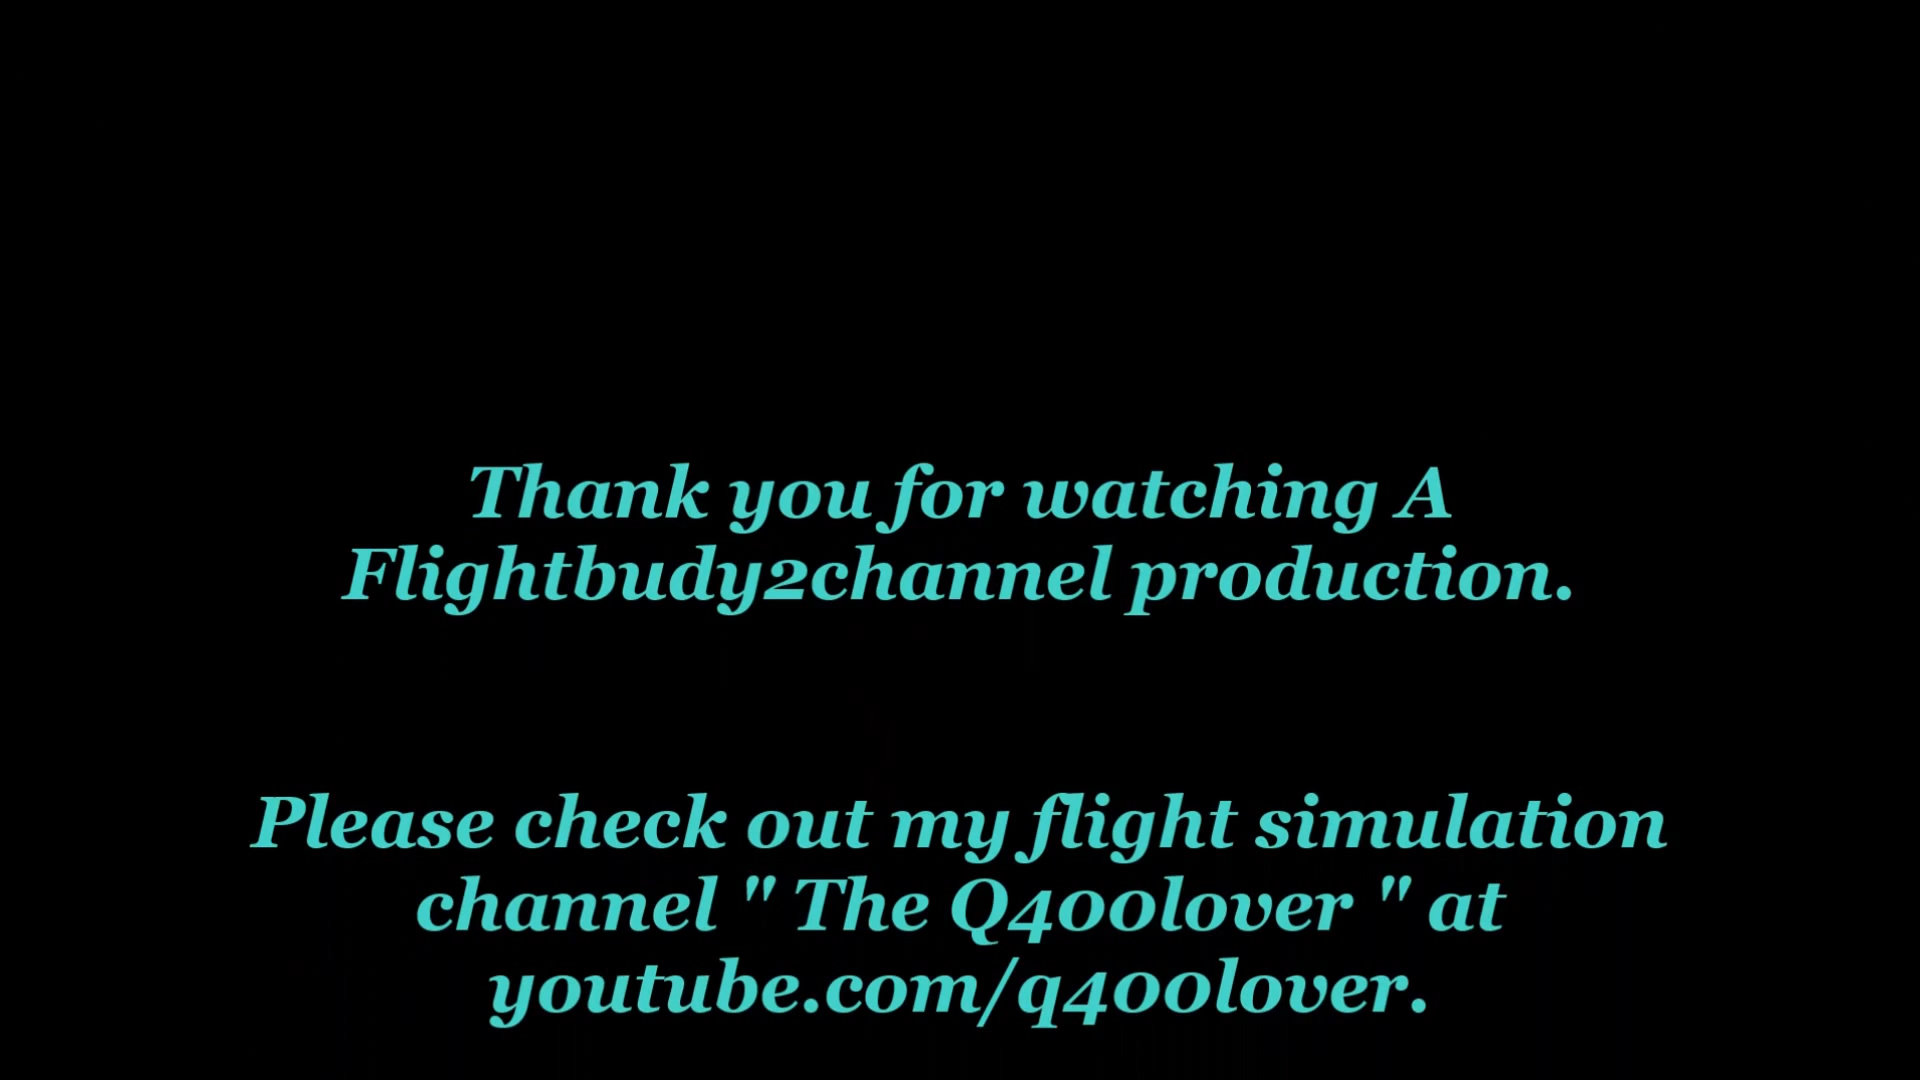 Thank you for watching A
Flightbudy2channel production.
Please check out my flight simulation
channel " The Q400lover " at
youtube.com/q400lover.